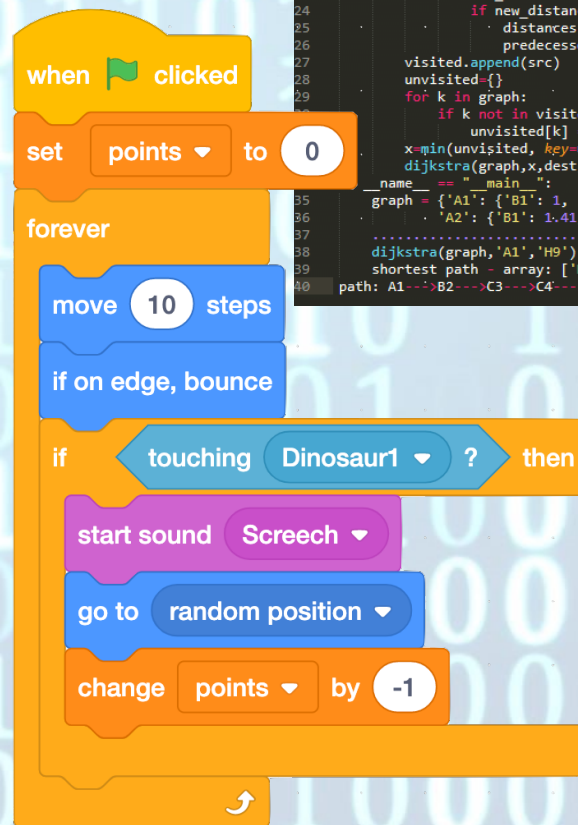 when clicked
set points to 0
forever
move 10 steps
if on edge, bounce
if touching Dinosaur1 ? then
start sound Screech
go to random position
change points by -1
24 if new_distan
25 distances
26 predecess
27 visited.append(src)
28 unvisited={}
29 for k in graph:
if k not in visit
unvisited[k]
x=min(unvisited, key=
dijkstra(graph,x,dest
__name__ == "__main__":
35 graph = {'A1': {'B1': 1,
36 'A2': {'B1': 1.41
37 ........................
38 dijkstra(graph,'A1','H9')
39 shortest path - array: ['
40 path: A1--->B2--->C3--->C4---